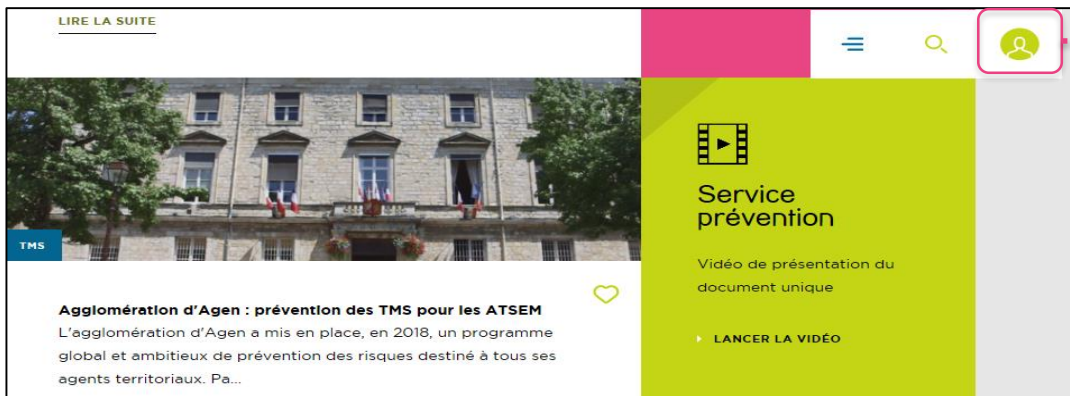 LIRE LA SUITE
TMS
Agglomération d'Agen : prévention des TMS pour les ATSEM
L'agglomération d'Agen a mis en place, en 2018, un programme
global et ambitieux de prévention des risques destiné à tous ses
agents territoriaux. Pa...
Service
prévention
Vidéo de présentation du
document unique
LANCER LA VIDÉO